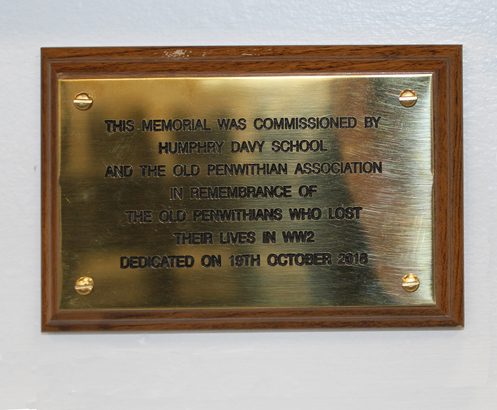 THIS MEMORIAL WAS COMMISSIONED BY
HUMPHRY DAVY SCHOOL
AND THE OLD PENWITHIAN ASSOCIATION
IN REMEMBRANCE OF
THE OLD PENWITHIANS WHO LOST
THEIR LIVES IN WW2
DEDICATED ON 19TH OCTOBER 2018